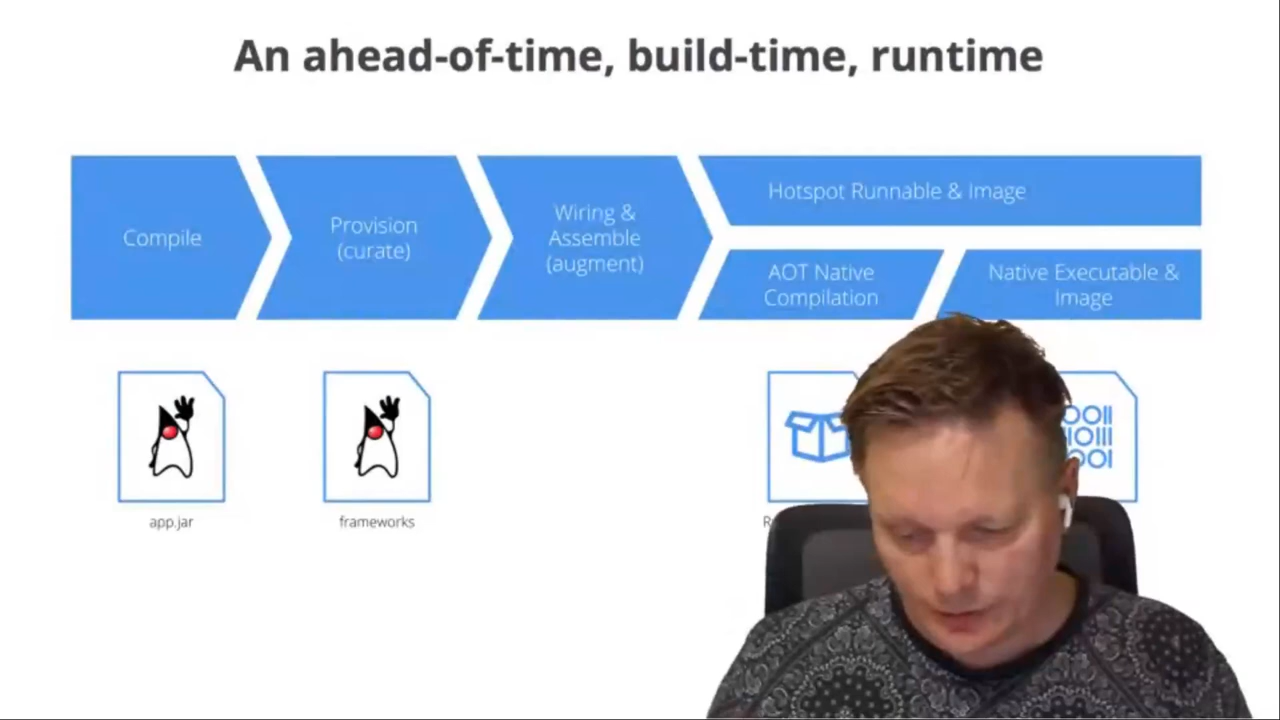 An ahead-of-time, build-time, runtime
Compile
Provision
(curate)
Wiring &
Assemble
(augment)
Hotspot Runnable & Image
AOT Native
Compilation
Native Executable &
Image
app.jar
frameworks